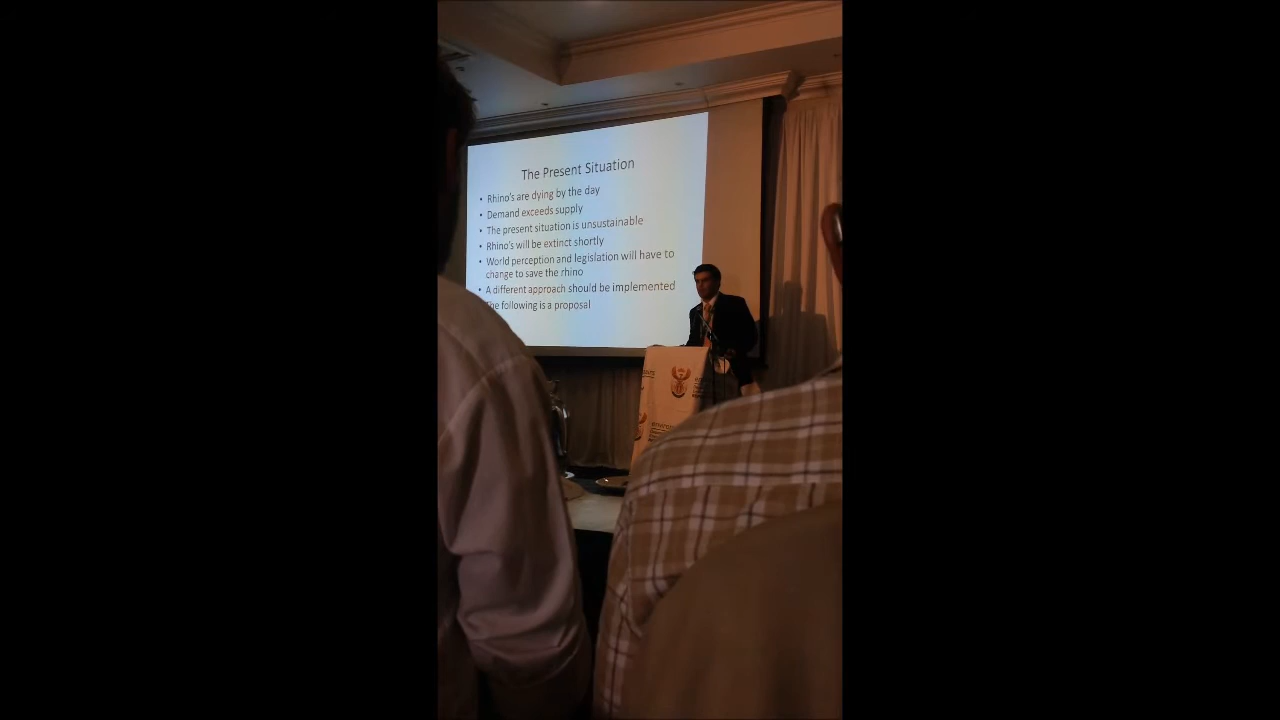 The Present Situation
• Rhino's are dying by the day
• Demand exceeds supply
• The present situation is unsustainable
• Rhino's will be extinct shortly
• World perception and legislation will have to
change to save the rhino
• A different approach should be implemented
The following is a proposal